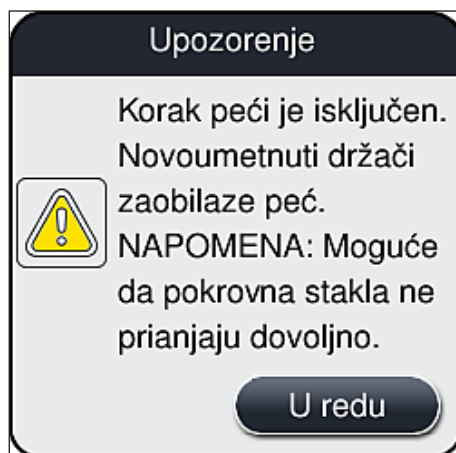 Upozorenje
Korak peći je isključen.
Novoumetnuti držači
zaobilaze peć.
NAPOMENA: Moguće
da pokrovna stakla ne
prianjaju dovoljno.
U redu